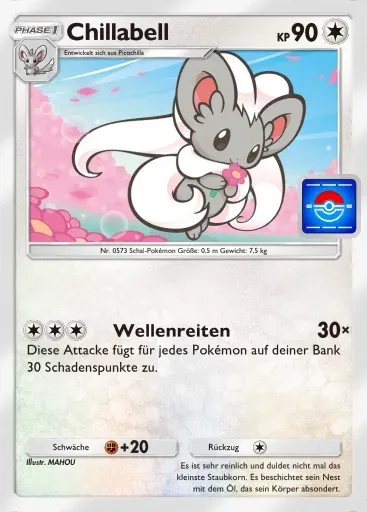 PHASE 1
Chillabell
KP 90
Entwickelt sich aus Picochilla
Nr. 0573 Schal-Pokémon Größe: 0,5 m Gewicht: 7,5 kg
Wellenreiten 30×
Diese Attacke fügt für jedes Pokémon auf deiner Bank
30 Schadenspunkte zu.
Schwäche +20
Rückzug
Illustr. MAHOU
Es ist sehr reinlich und duldet nicht mal das
kleinste Staubkorn. Es beschichtet sein Nest
mit dem Öl, das sein Körper absondert.